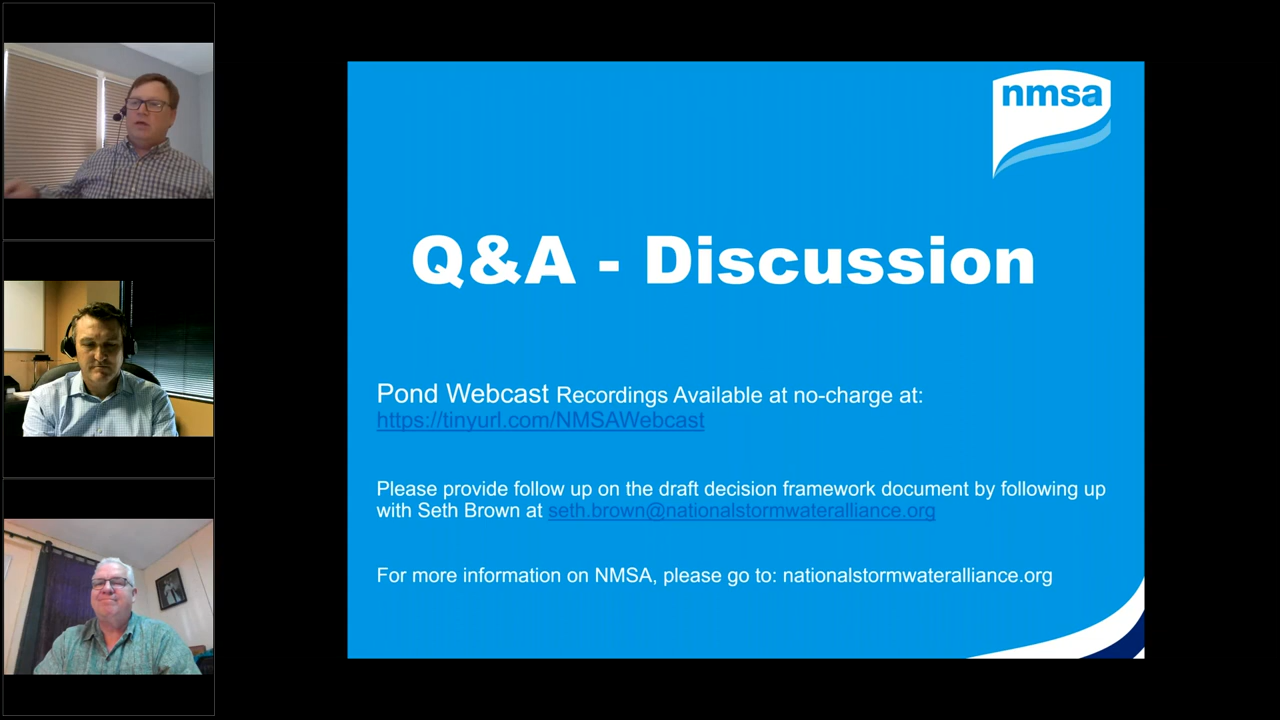 nmsa
Q&A - Discussion
Pond Webcast Recordings Available at no-charge at:
https://tinyurl.com/NMSAWebcast
Please provide follow up on the draft decision framework document by following up
with Seth Brown at seth.brown@nationalstormwateralliance.org
For more information on NMSA, please go to: nationalstormwateralliance.org